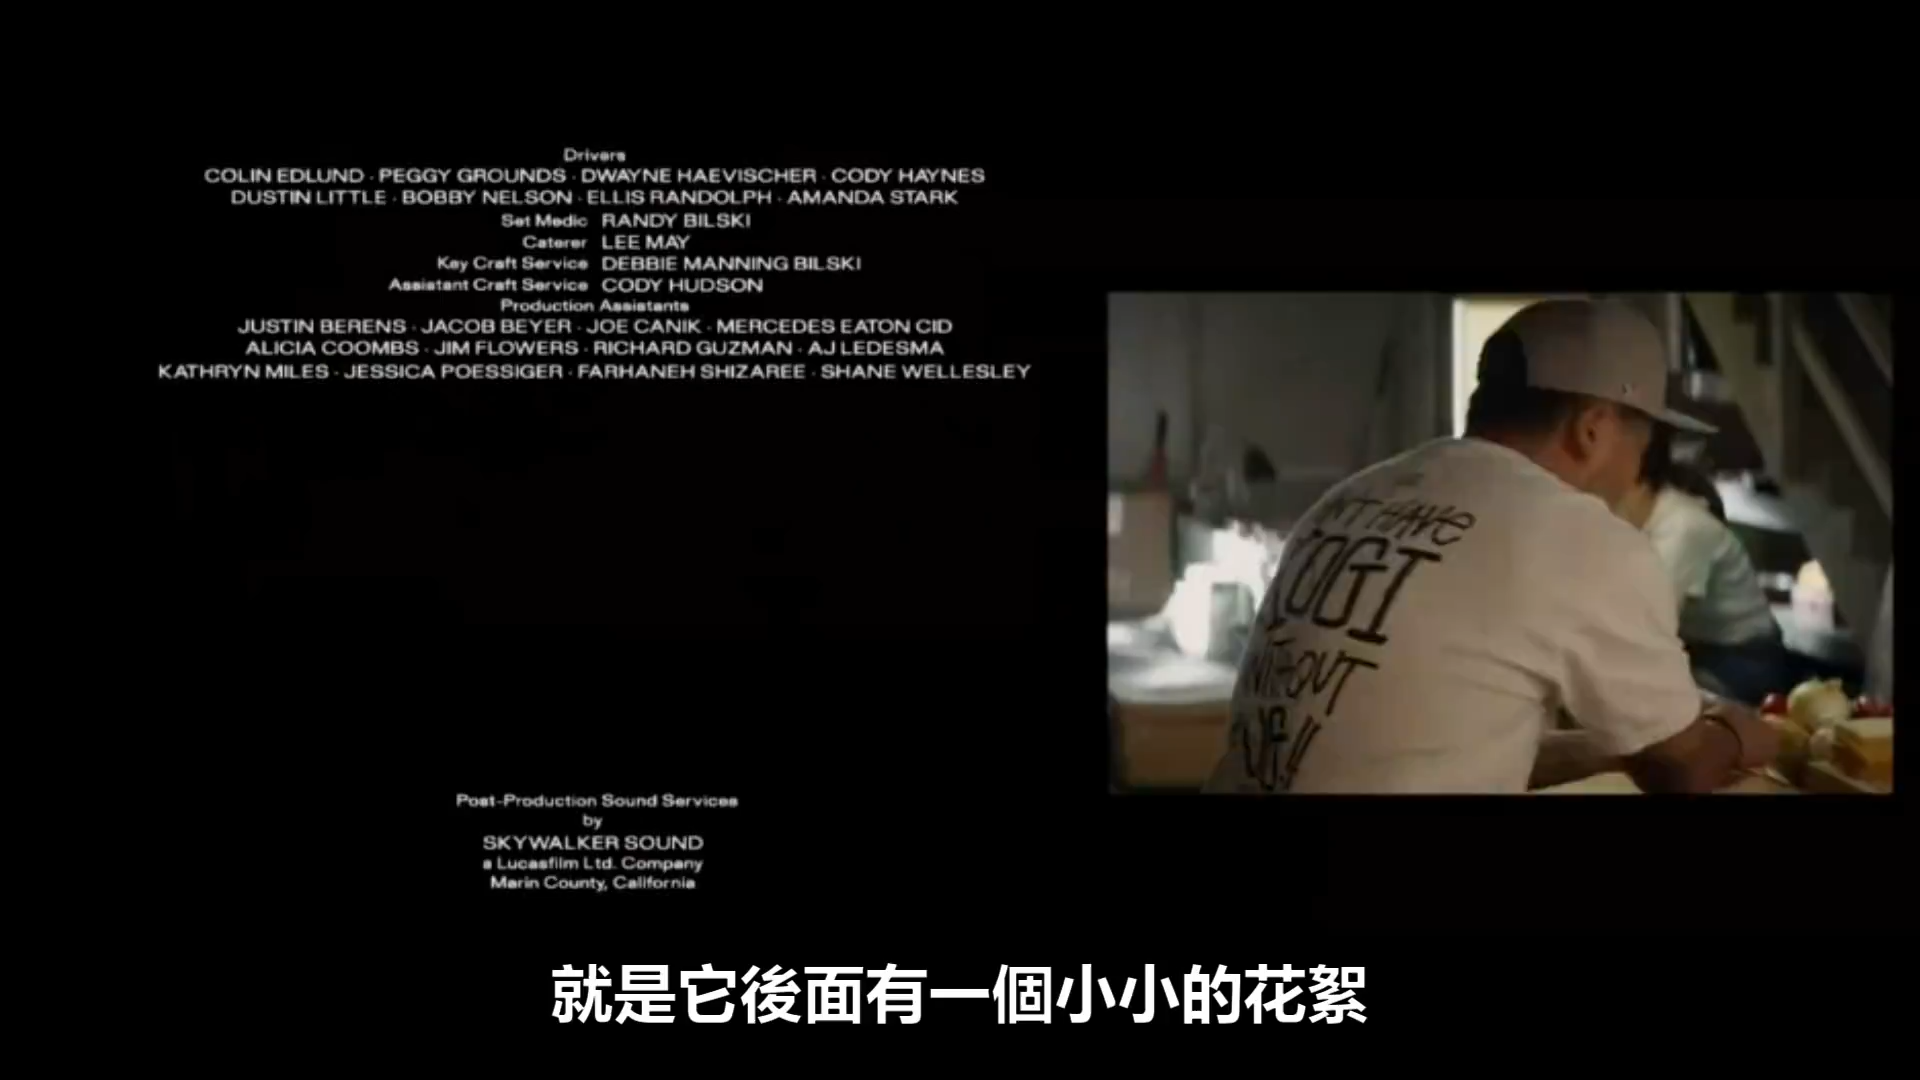 Drivers
COLIN EDLUND · PEGGY GROUNDS · DWAYNE HAEVISCHER · CODY HAYNES
DUSTIN LITTLE · BOBBY NELSON · ELLIS RANDOLPH · AMANDA STARK
Set Medic RANDY BILSKI
Caterer LEE MAY
Key Craft Service DEBBIE MANNING BILSKI
Assistant Craft Service CODY HUDSON
Production Assistants
JUSTIN BERENS · JACOB BEYER · JOE CANIK · MERCEDES EATON CID
ALICIA COOMBS · JIM FLOWERS · RICHARD GUZMAN · AJ LEDESMA
KATHRYN MILES · JESSICA POESSIGER · FARHANEH SHIZAREE · SHANE WELLESLEY
HAVE
OGI
Post-Production Sound Services
by
SKYWALKER SOUND
a Lucasfilm Ltd. Company
Marin County, California
就是它後面有一個小小的花絮